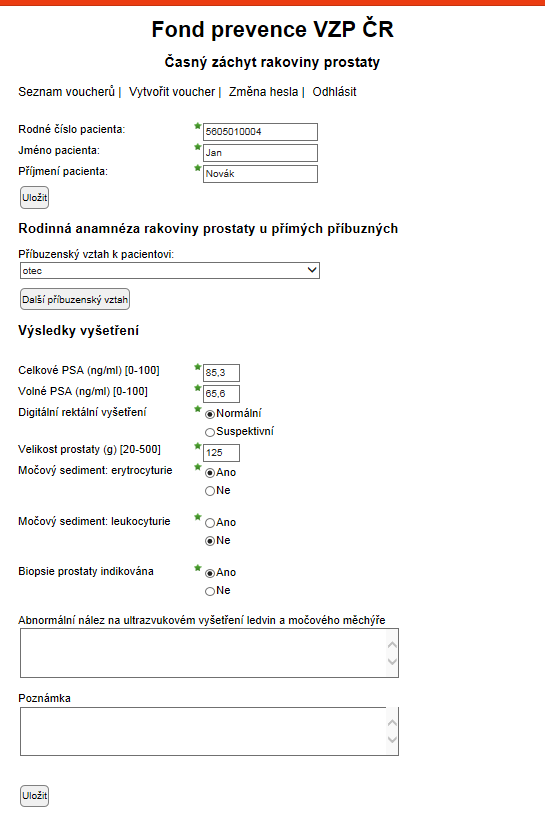 Fond prevence VZP ČR
Časný záchyt rakoviny prostaty
Seznam voucherů | Vytvořit voucher | Změna hesla | Odhlásit
Rodné číslo pacienta: 5605010004
Jméno pacienta: Jan
Příjmení pacienta: Novák
Uložit
Rodinná anamnéza rakoviny prostaty u přímých příbuzných
Příbuzenský vztah k pacientovi:
otec
Další příbuzenský vztah
Výsledky vyšetření
Celkové PSA (ng/ml) [0-100] 85,3
Volné PSA (ng/ml) [0-100] 65,6
Digitální rektální vyšetření Normální
Suspektivní
Velikost prostaty (g) [20-500] 125
Močový sediment: erytrocyturie Ano
Ne
Močový sediment: leukocyturie Ano
Ne
Biopsie prostaty indikována Ano
Ne
Abnormální nález na ultrazvukovém vyšetření ledvin a močového měchýře
Poznámka
Uložit